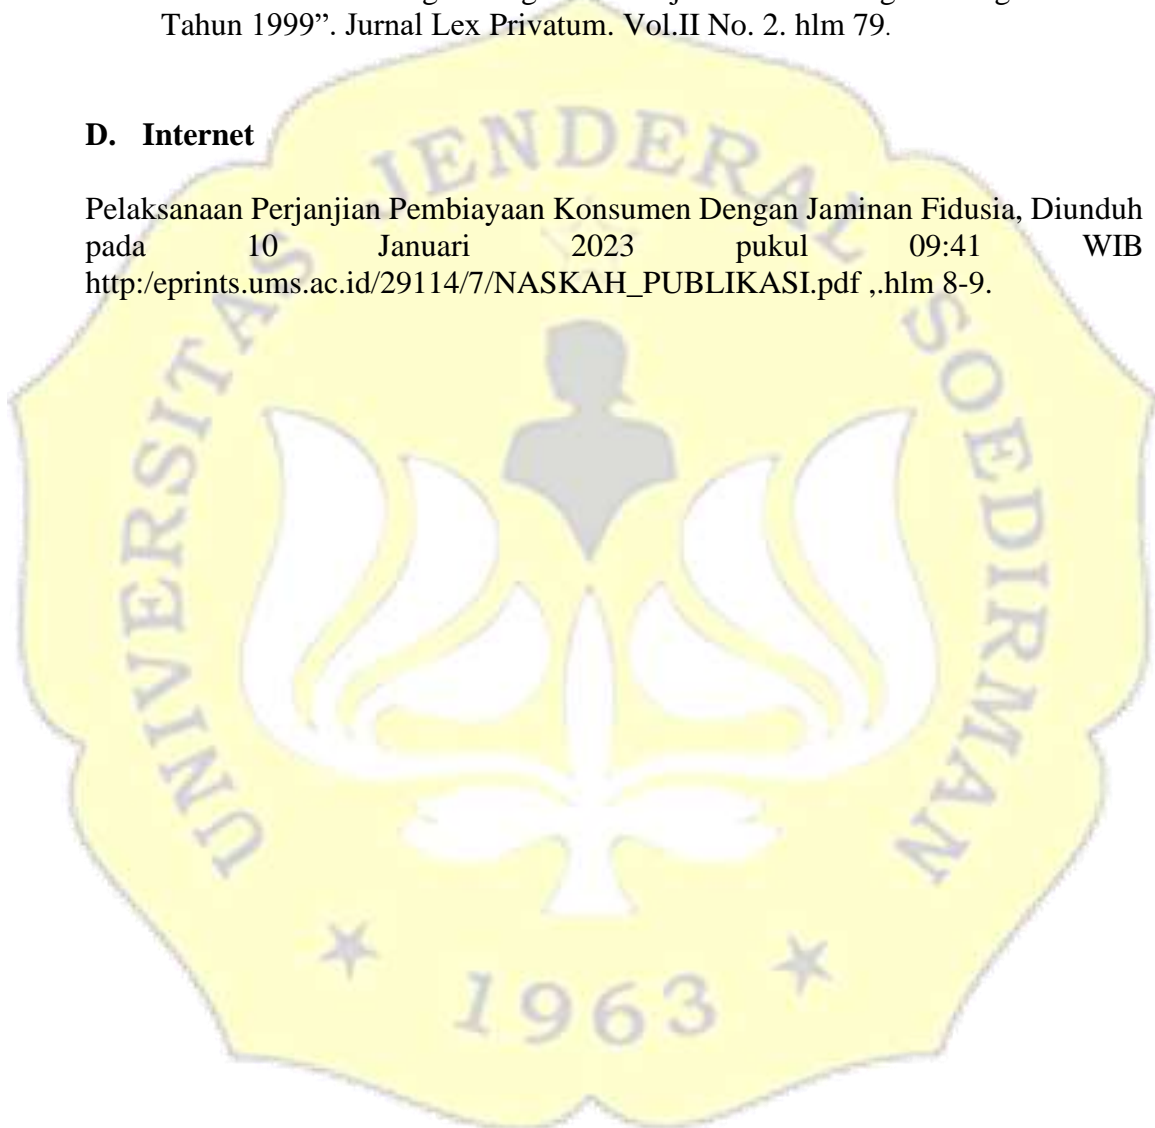 Tahun 1999”. Jurnal Lex Privatum. Vol.II No. 2. hlm 79.
D. Internet
Pelaksanaan Perjanjian Pembiayaan Konsumen Dengan Jaminan Fidusia, Diunduh
pada 10 Januari 2023 pukul 09:41 WIB
http:/eprints.ums.ac.id/29114/7/NASKAH_PUBLIKASI.pdf ,.hlm 8-9.
UNIVERSITAS JENDERAL SOEDIRMAN
1963